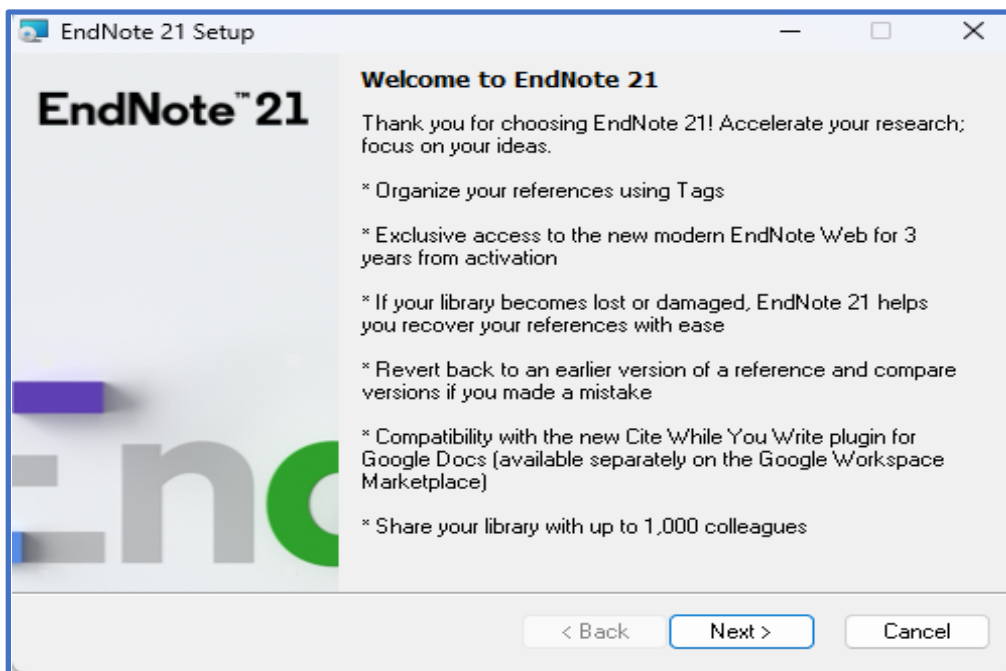 EndNote 21 Setup
EndNote™21
Welcome to EndNote 21
Thank you for choosing EndNote 21! Accelerate your research;
focus on your ideas.
* Organize your references using Tags
* Exclusive access to the new modern EndNote Web for 3
years from activation
* If your library becomes lost or damaged, EndNote 21 helps
you recover your references with ease
* Revert back to an earlier version of a reference and compare
versions if you made a mistake
* Compatibility with the new Cite While You Write plugin for
Google Docs (available separately on the Google Workspace
Marketplace)
* Share your library with up to 1,000 colleagues
En
< Back Next > Cancel